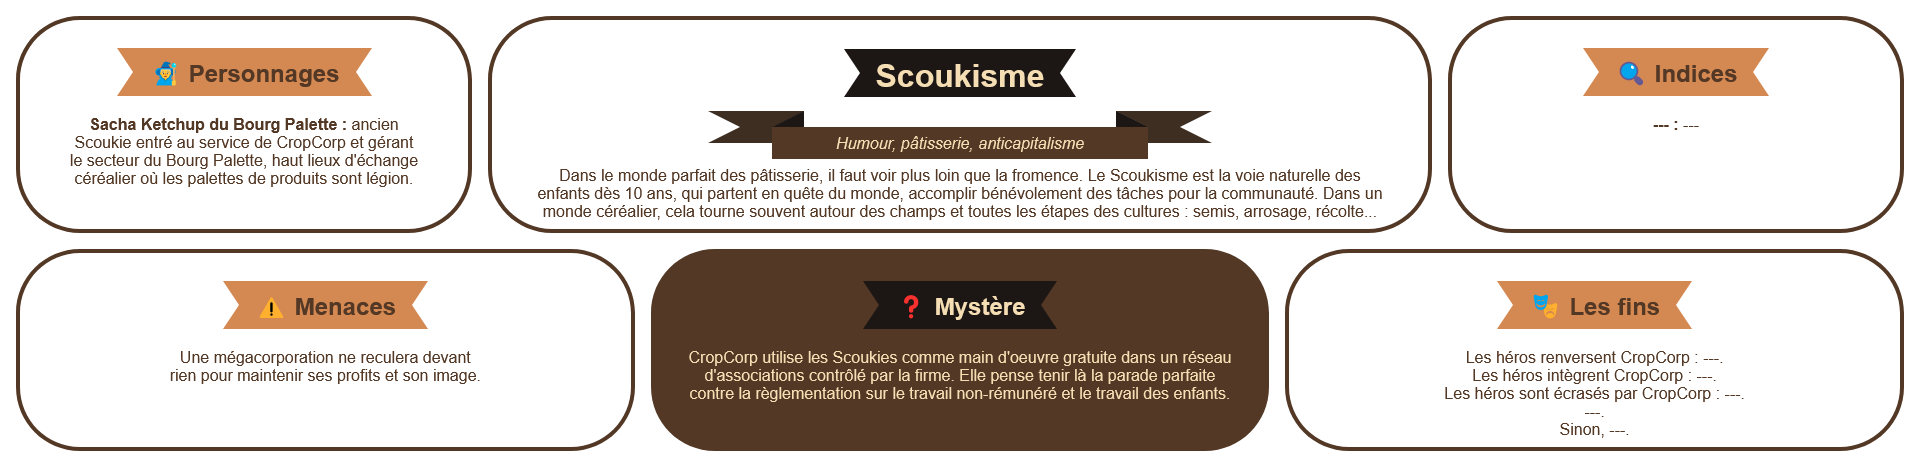 Personnages
Sacha Ketchup du Bourg Palette : ancien
Scoukie entré au service de CropCorp et gérant
le secteur du Bourg Palette, haut lieux d'échange
céréalier où les palettes de produits sont légion.
Scoukisme
Humour, pâtisserie, anticapitalisme
Dans le monde parfait des pâtisserie, il faut voir plus loin que la fromence. Le Scoukisme est la voie naturelle des
enfants dès 10 ans, qui partent en quête du monde, accomplir bénévolement des tâches pour la communauté. Dans un
monde céréalier, cela tourne souvent autour des champs et toutes les étapes des cultures : semis, arrosage, récolte...
Indices
--- : ---
Menaces
Une mégacorporation ne reculera devant
rien pour maintenir ses profits et son image.
Mystère
CropCorp utilise les Scoukies comme main d'oeuvre gratuite dans un réseau
d'associations contrôlé par la firme. Elle pense tenir là la parade parfaite
contre la règlementation sur le travail non-rémunéré et le travail des enfants.
Les fins
Les héros renversent CropCorp : ---.
Les héros intègrent CropCorp : ---.
Les héros sont écrasés par CropCorp : ---.
---.
Sinon, ---.